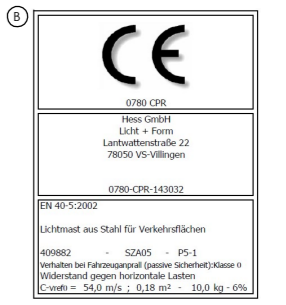 B
CE
0780 CPR
Hess GmbH
Licht + Form
Lantwattenstraße 22
78050 VS-Villingen
0780-CPR-143032
EN 40-5:2002
Lichtmast aus Stahl für Verkehrsflächen
409882 - SZA05 - P5-1
Verhalten bei Fahrzeuganprall (passive Sicherheit):Klasse 0
Widerstand gegen horizontale Lasten
C-vref0 = 54,0 m/s ; 0,18 m² - 10,0 kg - 6%